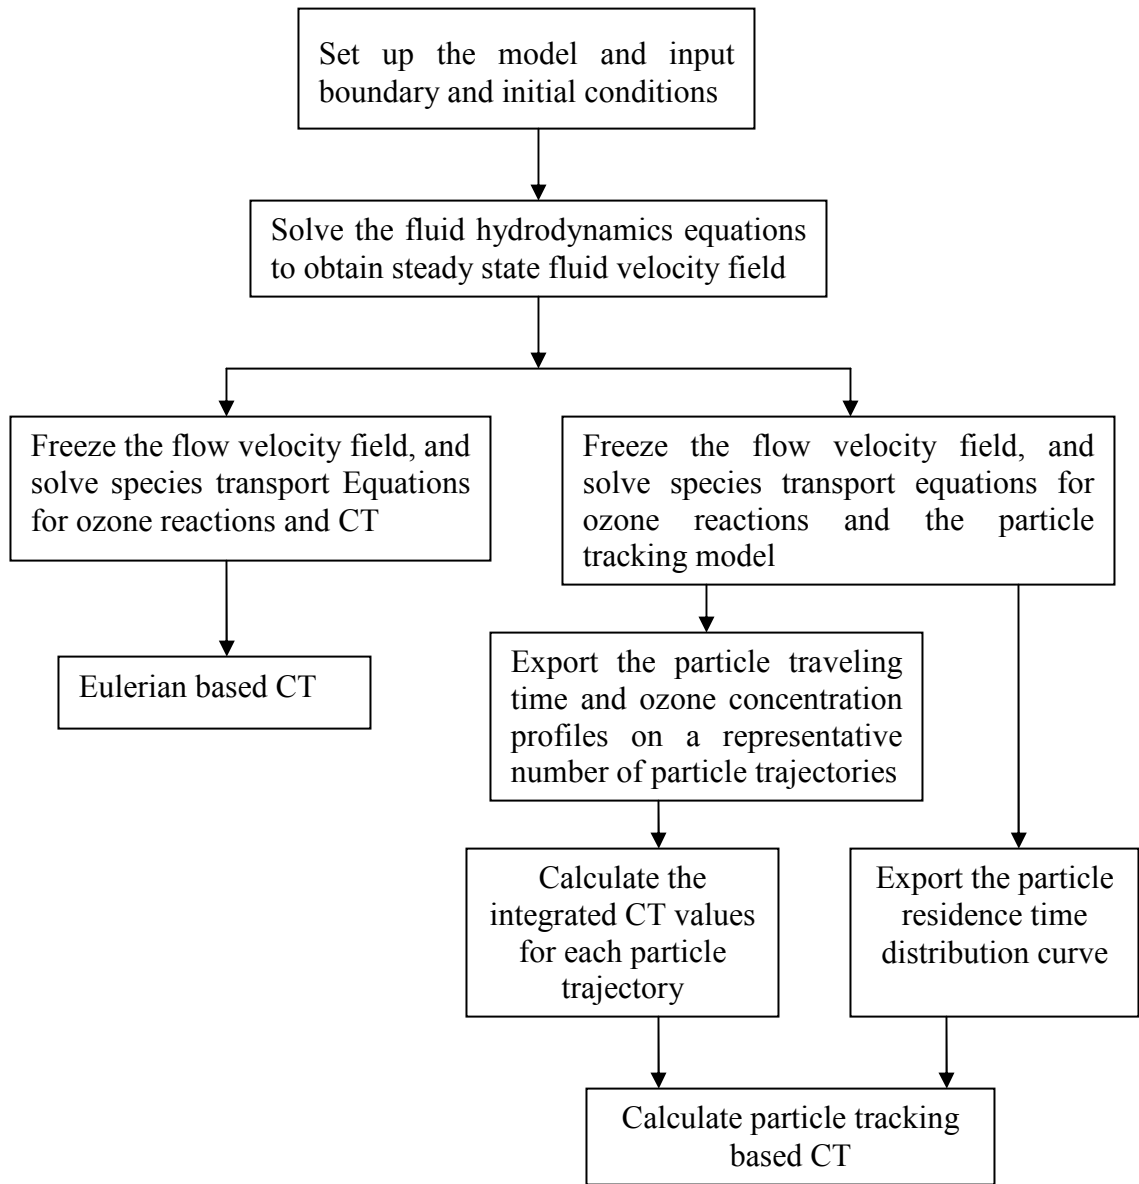 Set up the model and input
boundary and initial conditions
Solve the fluid hydrodynamics equations
to obtain steady state fluid velocity field
Freeze the flow velocity field, and
solve species transport Equations
for ozone reactions and CT
Freeze the flow velocity field, and
solve species transport equations for
ozone reactions and the particle
tracking model
Eulerian based CT
Export the particle traveling
time and ozone concentration
profiles on a representative
number of particle trajectories
Calculate the
integrated CT values
for each particle
trajectory
Export the particle
residence time
distribution curve
Calculate particle tracking
based CT